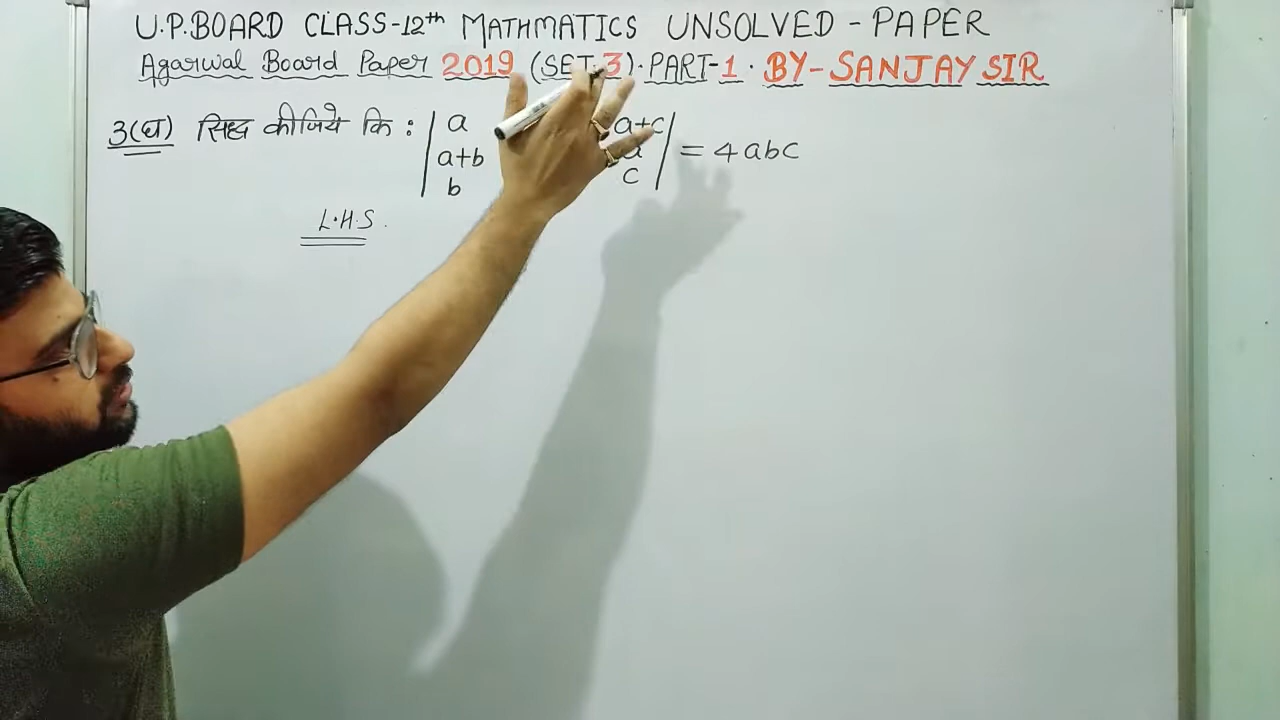 U.P.BOARD CLASS-12th MATHMATICS UNSOLVED - PAPER
Agarwal Board Paper 2019 (SET-3). PART-1. BY-SANJAY SIR
3(घ) सिद्ध कीजिये कि : | a a+c | = 4abc
a+b
b c
L.H.S.